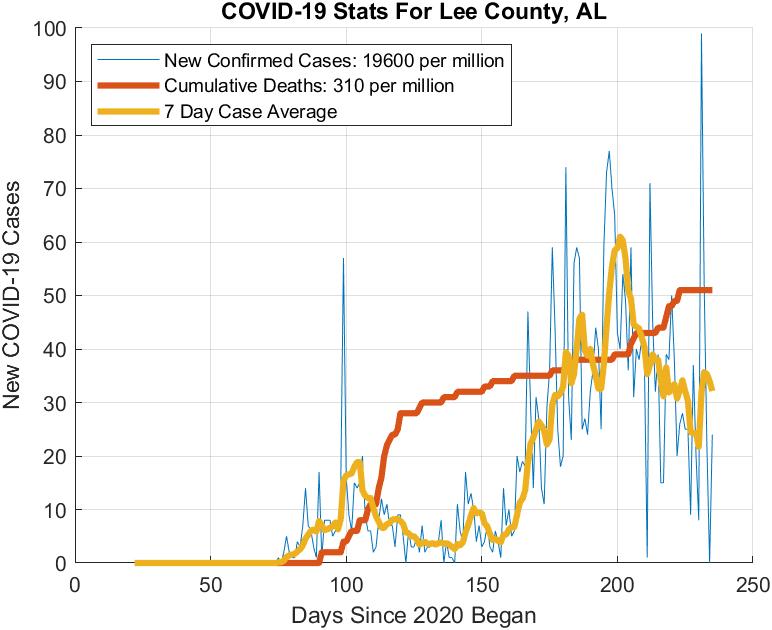 COVID-19 Stats For Lee County, AL
New Confirmed Cases: 19600 per million
Cumulative Deaths: 310 per million
7 Day Case Average
New COVID-19 Cases
100
90
80
70
60
50
40
30
20
10
0
0 50 100 150 200 250
Days Since 2020 Began